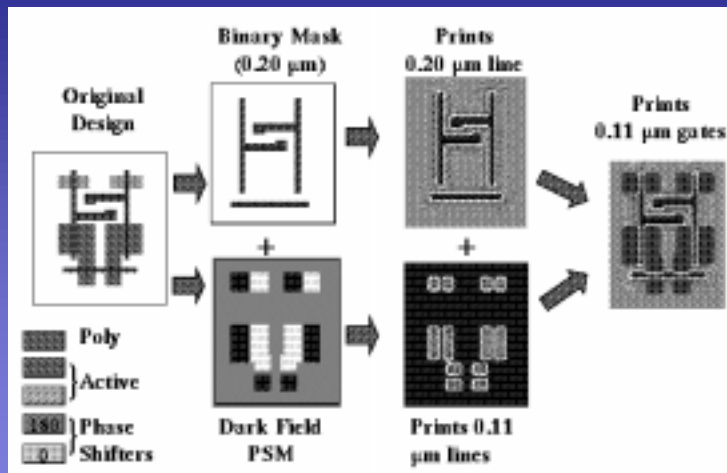 Original
Design
Binary Mask
(0.20 µm)
Prints
0.20 µm line
Prints
0.11 µm gates
+
+
Poly
Active
180
Phase
0
Shifters
Dark Field
PSM
Prints 0.11
µm lines